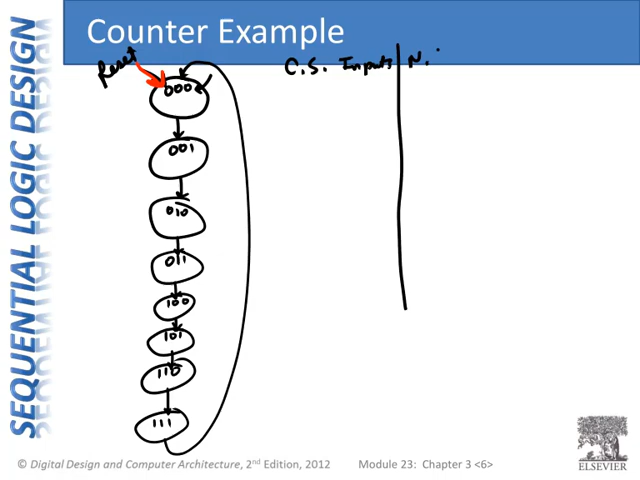 Counter Example
Reset
C.S. Inputs N.
000
001
010
011
100
101
110
111
SEQUENTIAL LOGIC DESIGN
© Digital Design and Computer Architecture, 2nd Edition, 2012 Module 23: Chapter 3 <6>
ELSEVIER